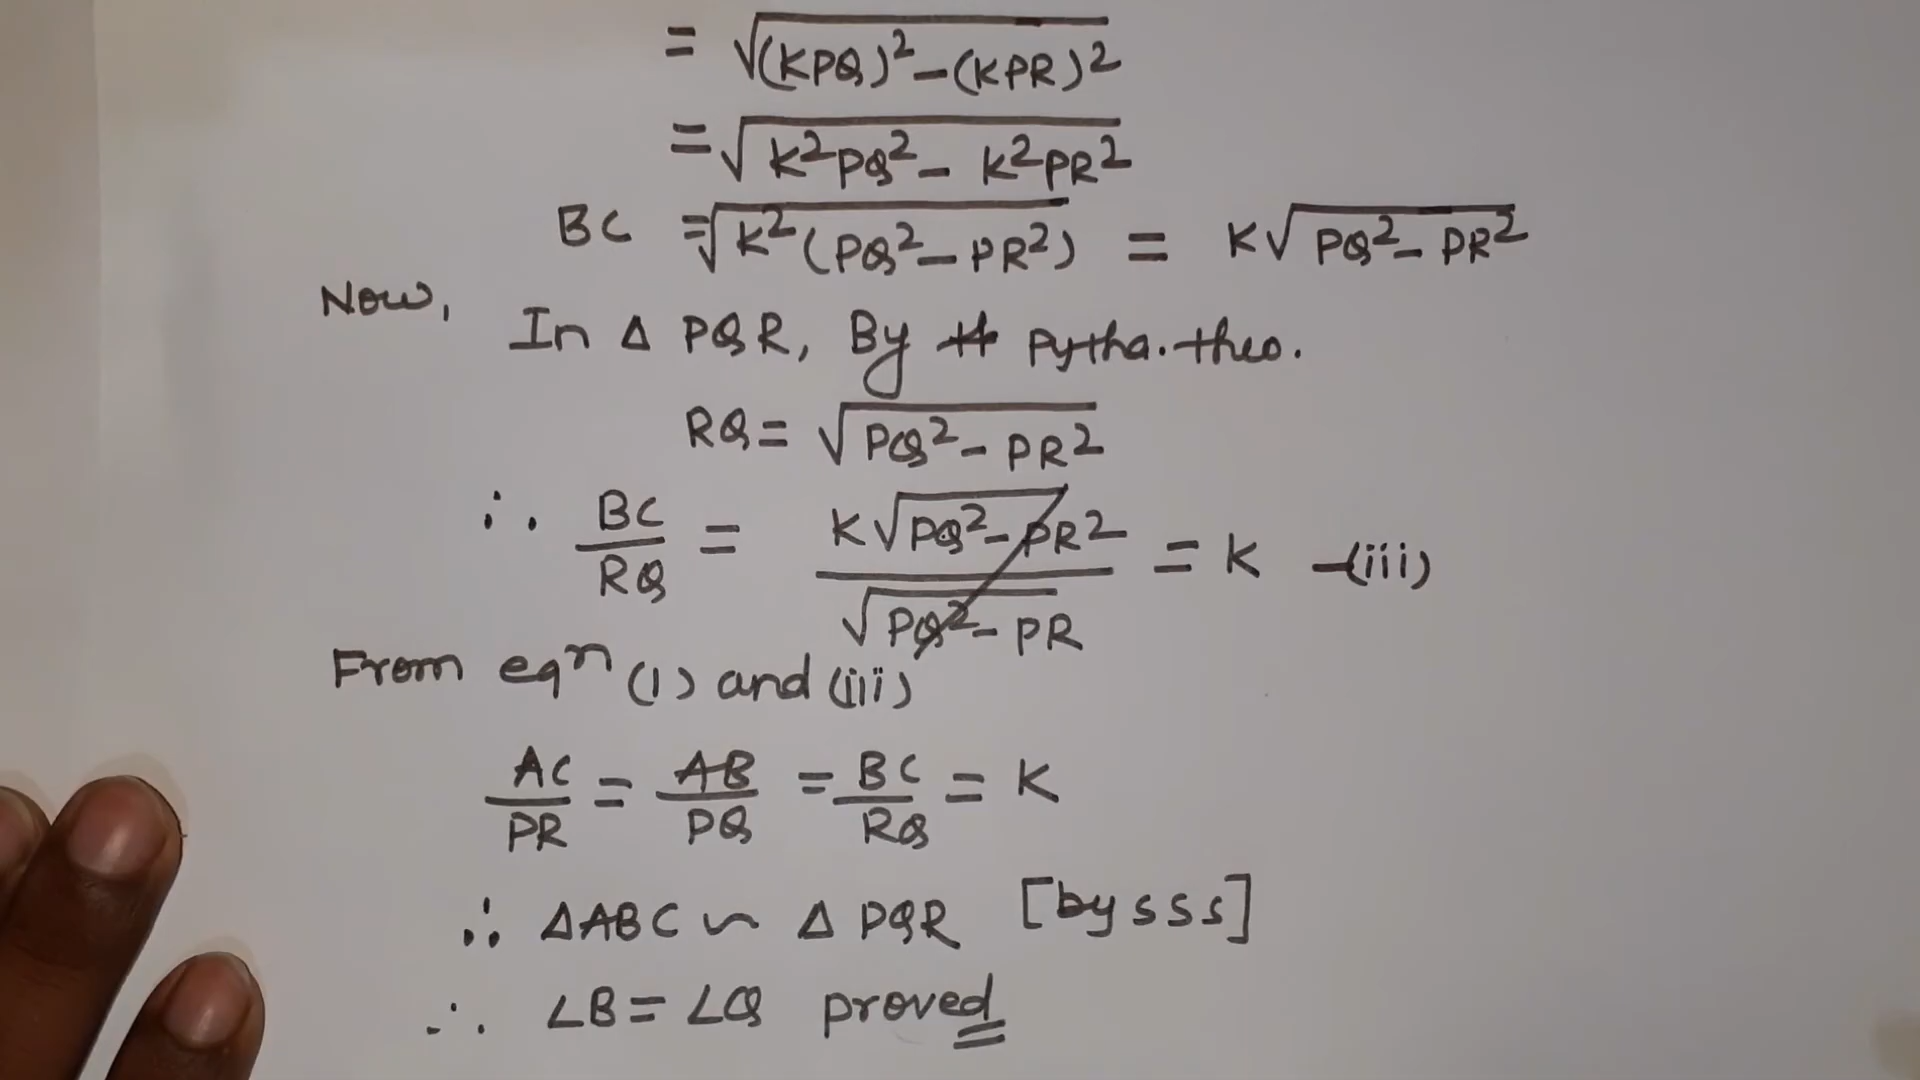 = √(KPQ)² - (KPR)²
= √K²PQ² - K²PR²
BC = √K²(PQ² - PR²) = K√PQ² - PR²
Now,
In Δ PQR, By Pytha. theo.
RQ = √PQ² - PR²
∴ BC/RQ = K√PQ² - PR² / √PQ² - PR = K -(iii)
From eqⁿ (1) and (iii)
AC/PR = AB/PQ = BC/RQ = K
∴ ΔABC ∽ Δ PQR [by sss]
∴ ∠B = ∠Q proved